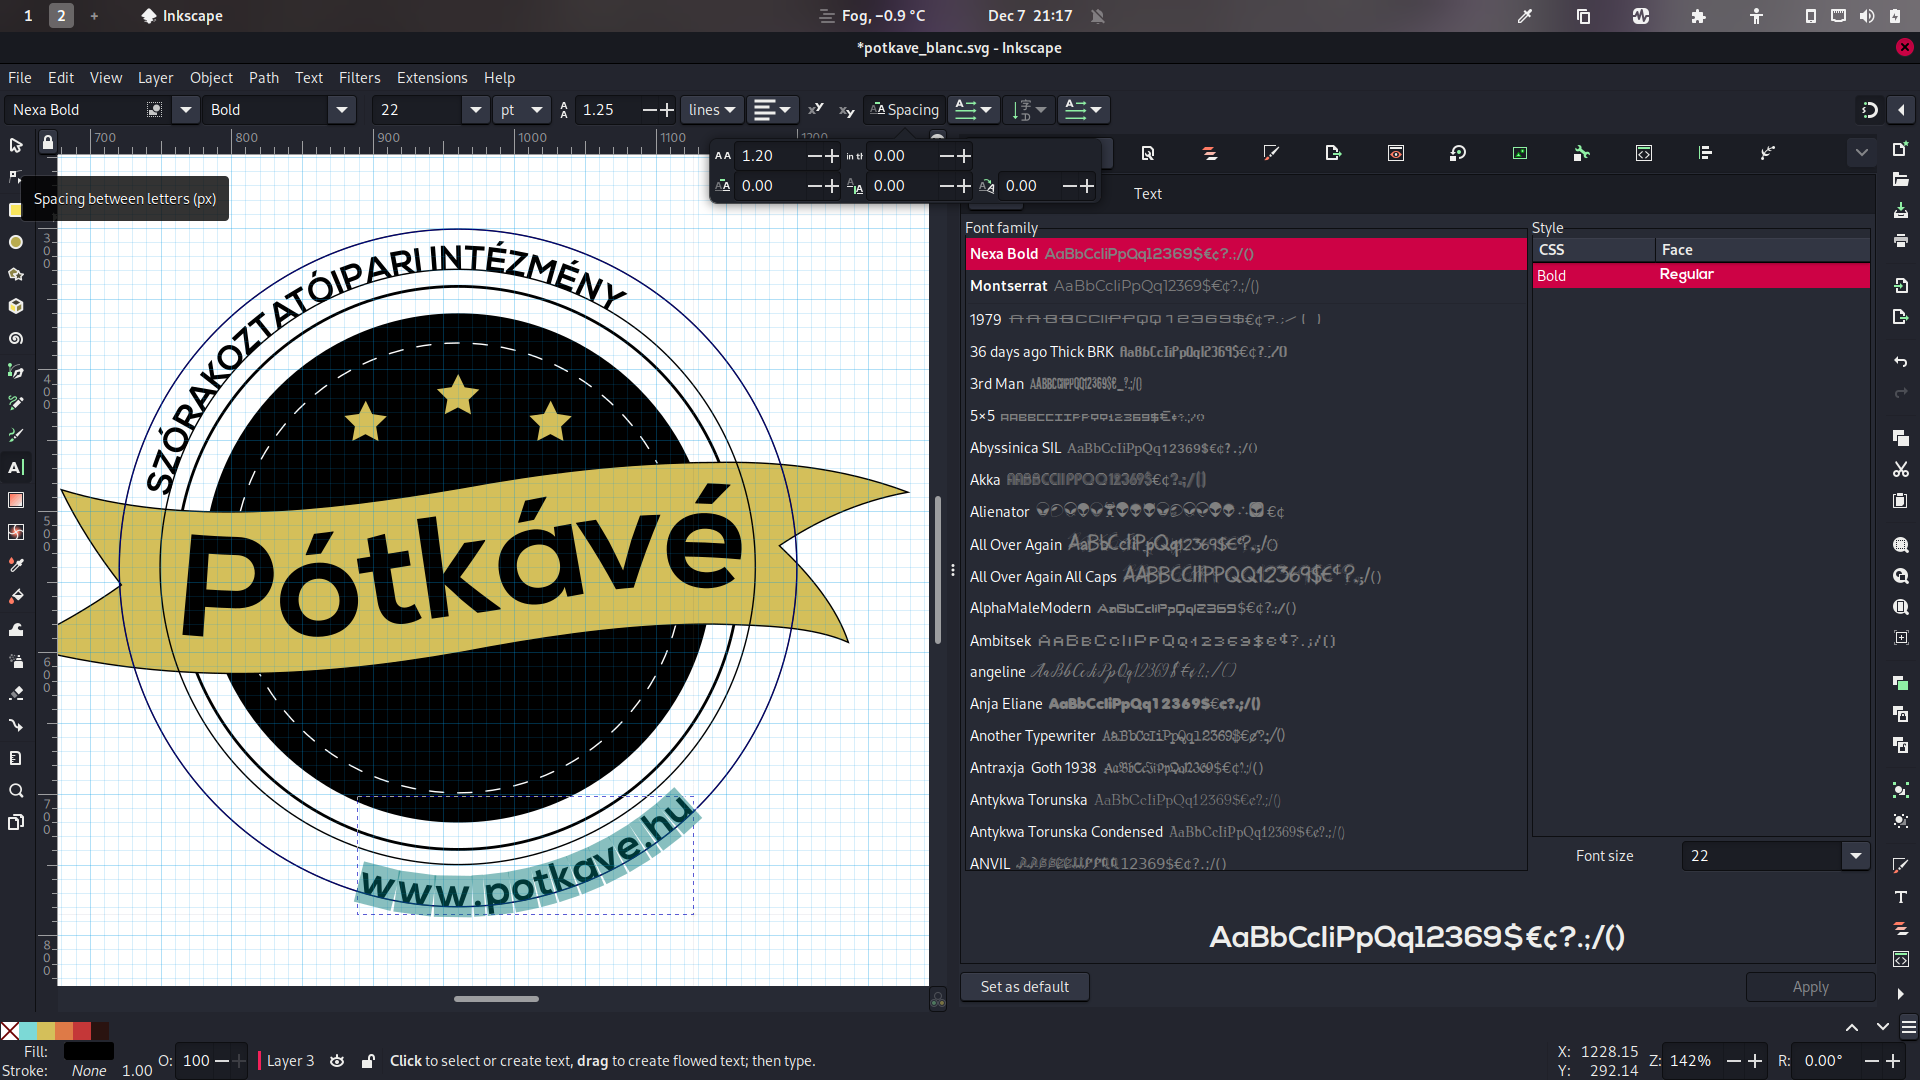 1 2 + Inkscape Fog, −0.9 °C Dec 7 21:17
*potkave_blanc.svg - Inkscape
File Edit View Layer Object Path Text Filters Extensions Help
Nexa Bold Bold 22 pt 1.25 lines Spacing
700 800 900 1000 1100 1200
1.20 0.00
0.00 0.00 0.00
Spacing between letters (px)
Text
Font family Style
Nexa Bold AaBbCcIiPpQq12369$€¢?.;/()
Montserrat AaBbCcIiPpQq12369$€¢?.;/()
1979 AABBCCIIPPQQ12369$€¢?.;/()
36 days ago Thick BRK AaBbCcIiPpQq12369$€¢?.;/()
3rd Man AABBCCIIPPQQ12369$€_?.;/()
5×5 AABBCCIIPPQQ12369$€¢?.;/()
Abyssinica SIL AaBbCcIiPpQq12369$€¢?.;/()
Akka AABBCCIIPPQQ12369$€¢?.;/()
Alienator €¢
All Over Again AaBbCcIiPpQq12369$€¢?.;/()
All Over Again All Caps AABBCCIIPPQQ12369$€¢?.;/()
AlphaMaleModern AaBbCcIiPpQq12369$€¢?.;/()
Ambitsek AaBbCcIiPpQq12369$€¢?.;/()
angeline AaBbCcIiPpQq12369$€¢?.;/()
Anja Eliane AaBbCcIiPpQq12369$€¢?.;/()
Another Typewriter AaBbCcIiPpQq12369$€¢?.;/()
Antraxja Goth 1938 AaBbCcIiPpQq12369$€¢?.;/()
Antykwa Torunska AaBbCcIiPpQq12369$€¢?.;/()
Antykwa Torunska Condensed AaBbCcIiPpQq12369$€¢?.;/()
ANVIL 12369$€¢?.;/()
CSS Face
Bold Regular
Font size 22
AaBbCcIiPpQq12369$€¢?.;/()
Set as default Apply
300
400
500
600
700
800
SZÓRAKOZTATÓIPARI INTÉZMÉNY
Pótkávé
www.potkave.hu
Fill:
Stroke: None 1.00
O: 100 Layer 3 Click to select or create text, drag to create flowed text; then type.
X: 1228.15
Y: 292.14
Z: 142% R: 0.00°